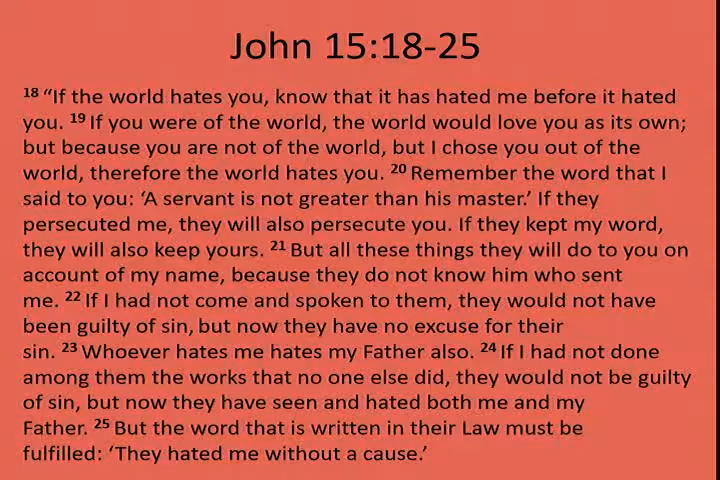 John 15:18-25
18 “If the world hates you, know that it has hated me before it hated
you. 19 If you were of the world, the world would love you as its own;
but because you are not of the world, but I chose you out of the
world, therefore the world hates you. 20 Remember the word that I
said to you: ‘A servant is not greater than his master.’ If they
persecuted me, they will also persecute you. If they kept my word,
they will also keep yours. 21 But all these things they will do to you on
account of my name, because they do not know him who sent
me. 22 If I had not come and spoken to them, they would not have
been guilty of sin, but now they have no excuse for their
sin. 23 Whoever hates me hates my Father also. 24 If I had not done
among them the works that no one else did, they would not be guilty
of sin, but now they have seen and hated both me and my
Father. 25 But the word that is written in their Law must be
fulfilled: ‘They hated me without a cause.’